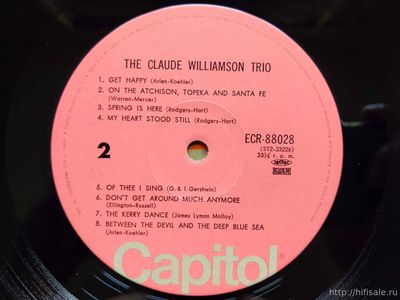 THE CLAUDE WILLIAMSON TRIO
1. GET HAPPY (Arlen-Koehler)
2. ON THE ATCHISON, TOPEKA AND SANTA FE
(Warren-Mercer)
3. SPRING IS HERE (Rodgers-Hart)
4. MY HEART STOOD STILL (Rodgers-Hart)
2
ECR-88028
(ST2-23226)
33⅓ r. p. m.
5. OF THEE I SING (G. & I. Gershwin)
6. DON'T GET AROUND MUCH ANYMORE
(Ellington-Russell)
7. THE KERRY DANCE (James Lyman Molloy)
8. BETWEEN THE DEVIL AND THE DEEP BLUE SEA
(Arlen-Koehler)
Capitol
http://hifisale.ru